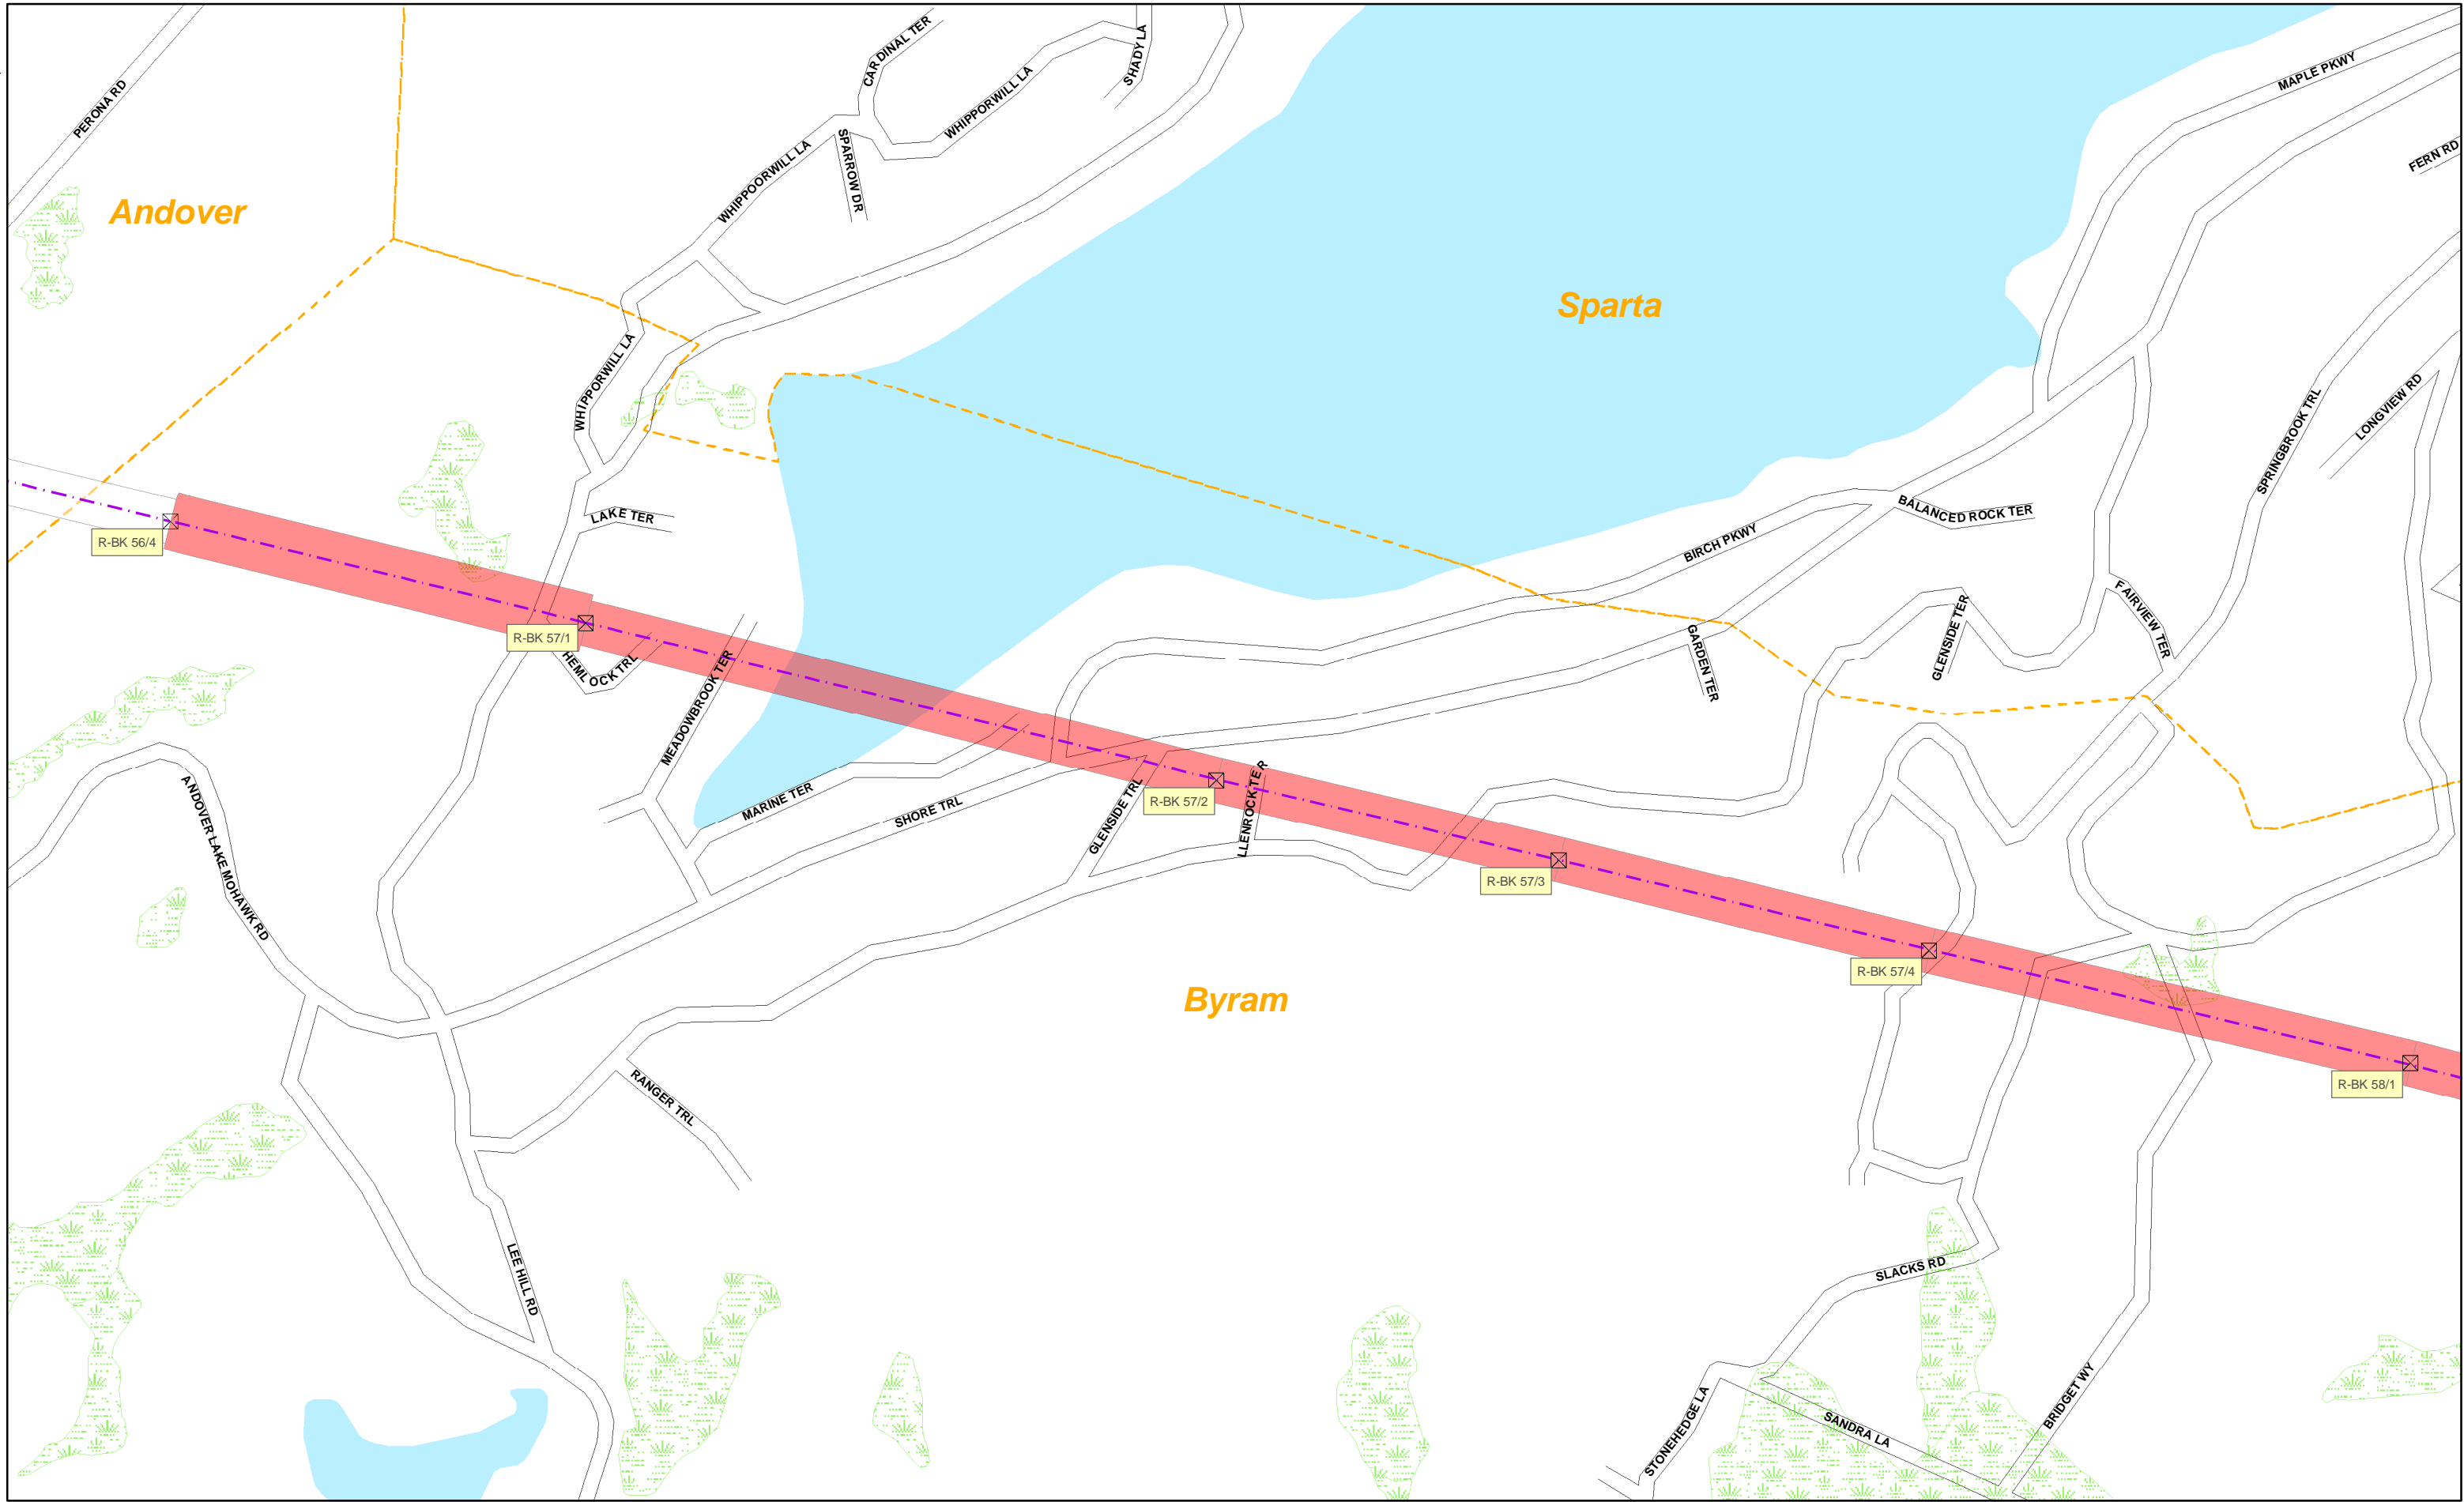 CARDINAL TER
SHADY LA
PERONA RD
MAPLE PKWY
WHIPPORWILL LA
WHIPPOORWILL LA
SPARROW DR
FERN RD
Andover
Sparta
WHIPPORWILL LA
LONGVIEW RD
SPRINGBROOK TRL
LAKE TER
BALANCED ROCK TER
R-BK 56/4
BIRCH PKWY
R-BK 57/1
HEMLOCK TRL
GARDEN TER
GLENSIDE TER
FAIRVIEW TER
MEADOWBROOK TER
MARINE TER
SHORE TRL
R-BK 57/2
GLENSIDE TRL
LLENROCK TER
ANDOVER LAKE MOHAWK RD
R-BK 57/3
R-BK 57/4
Byram
R-BK 58/1
RANGER TRL
LEE HILL RD
SLACKS RD
STONEHEDGE LA
SANDRA LA
BRIDGET WY